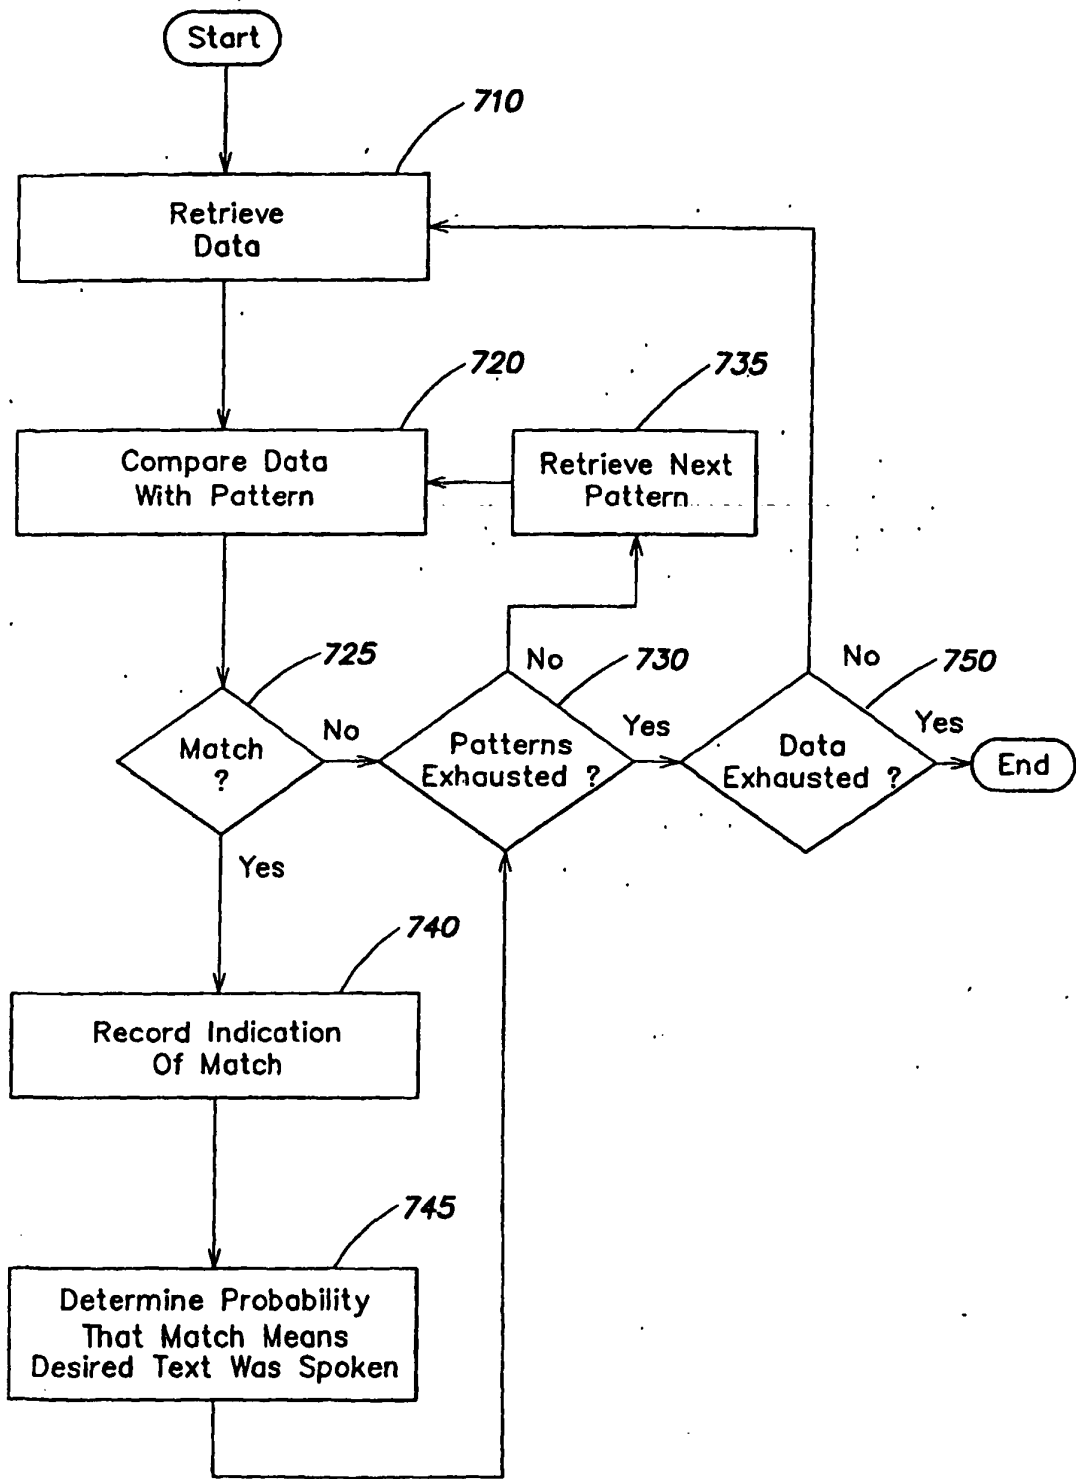 Start
710
Retrieve
Data
720
735
Compare Data
With Pattern
Retrieve Next
Pattern
725
No
730
No
750
Match
?
No
Patterns
Exhausted ?
Yes
Data
Exhausted ?
Yes
End
Yes
740
Record Indication
Of Match
745
Determine Probability
That Match Means
Desired Text Was Spoken